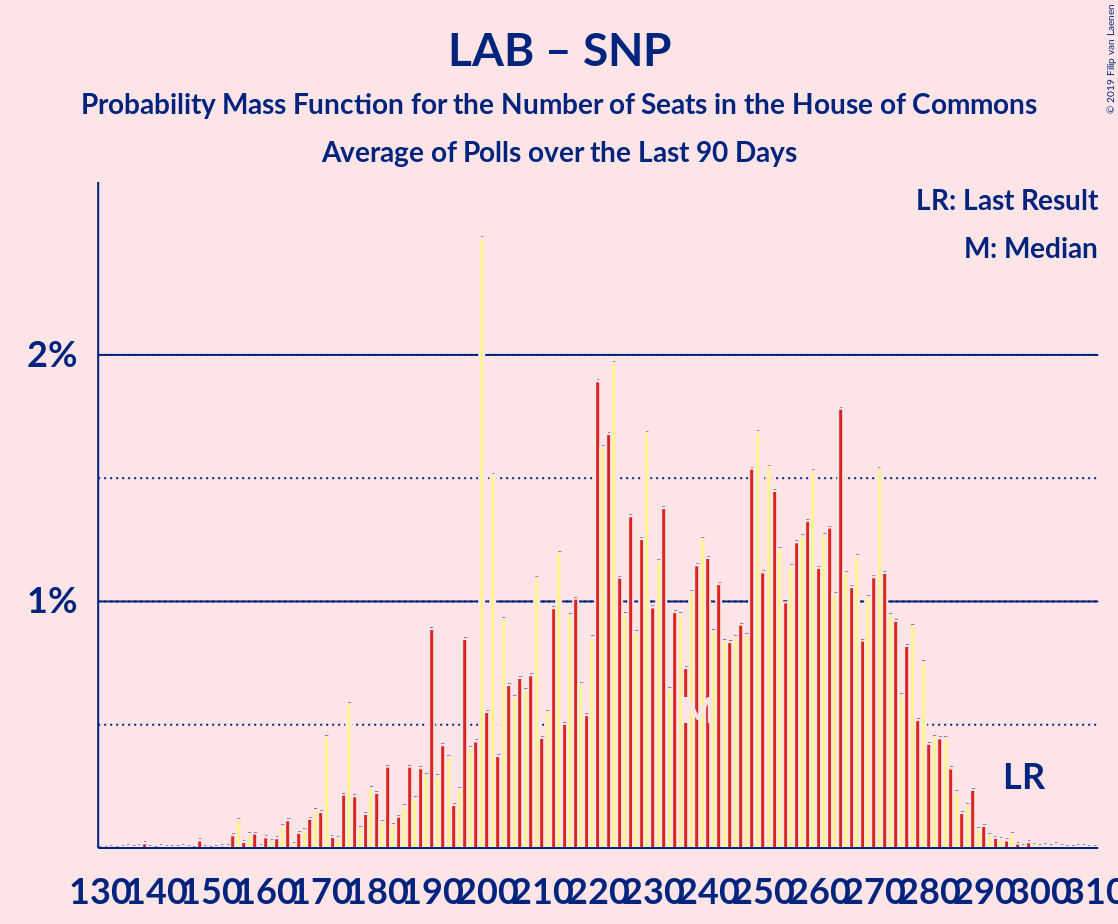 LAB – SNP
Probability Mass Function for the Number of Seats in the House of Commons
Average of Polls over the Last 90 Days
© 2019 Filip van Laenen
LR: Last Result
M: Median
2%
1%
M
LR
130 140 150 160 170 180 190 200 210 220 230 240 250 260 270 280 290 300 310